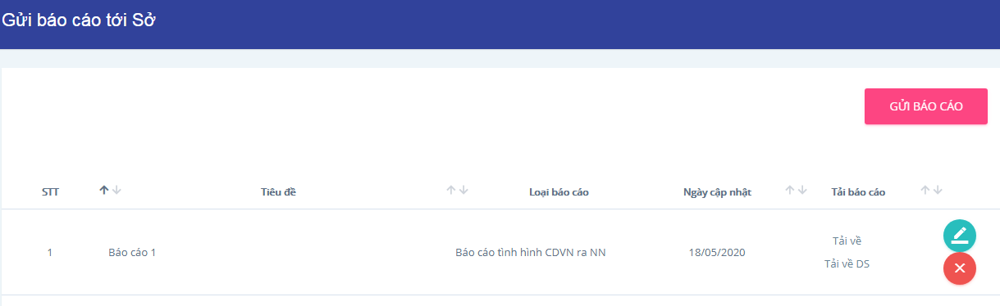 Gửi báo cáo tới Sở
GỬI BÁO CÁO
STT Tiêu đề Loại báo cáo Ngày cập nhật Tải báo cáo
1 Báo cáo 1 Báo cáo tình hình CDVN ra NN 18/05/2020 Tải về
Tải về DS